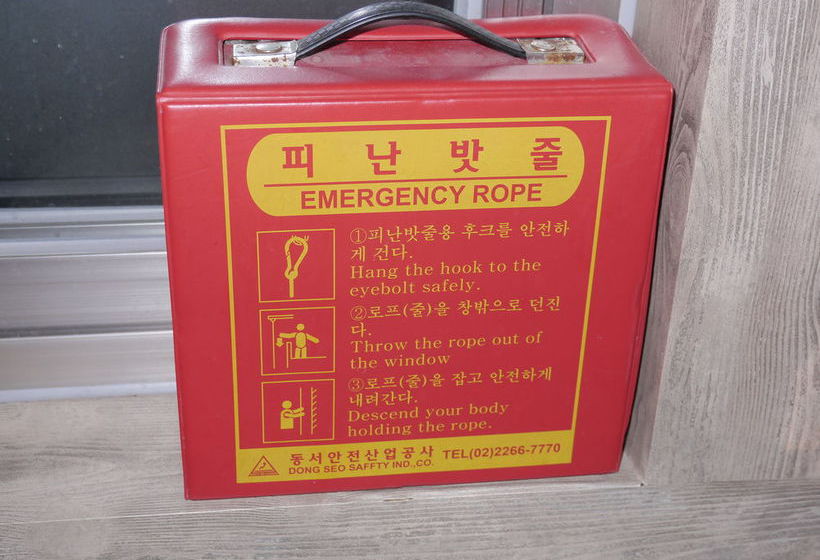 피 난 밧 줄
EMERGENCY ROPE
①피난밧줄용 후크를 안전하
게 건다.
Hang the hook to the
eyebolt safely.
②로프(줄)을 창밖으로 던진
다.
Throw the rope out of
the window
③로프(줄)을 잡고 안전하게
내려간다.
Descend your body
holding the rope.
동서안전산업공사 TEL(02)2266-7770
DONG SEO SAFFTY IND.,CO.